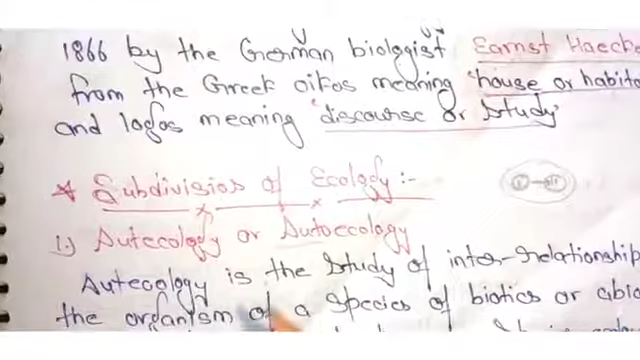 1866 by the German biologist Earnst Haecke
from the Greek oikos meaning 'house or habita
and logos meaning 'discourse or study'
* Subdivision of Ecology :-
1.) Autecology or Autoecology
Autecology is the study of inter-relationship
the organism of a species of biotics or abio